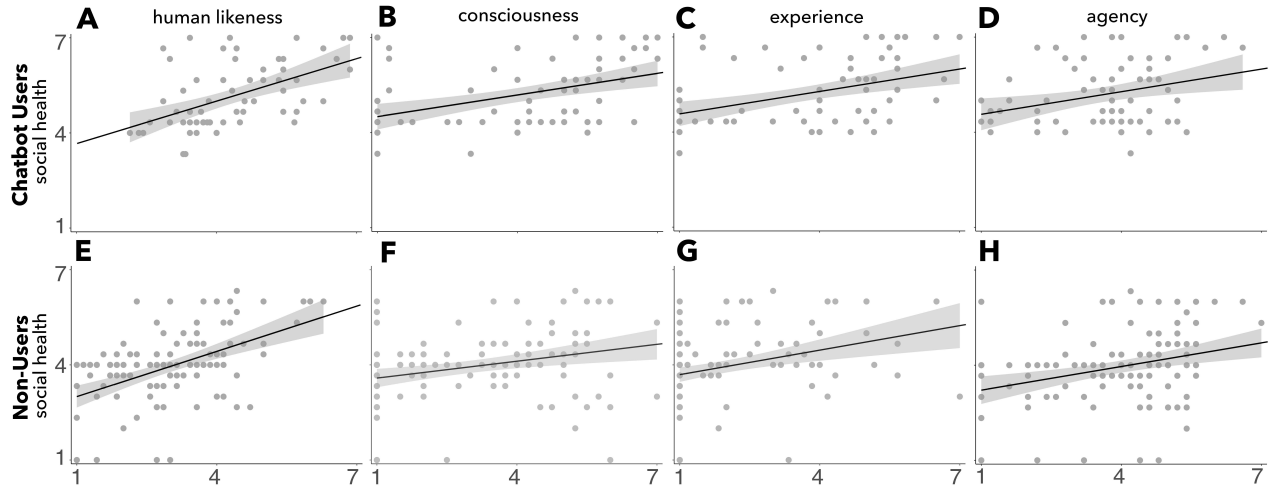 A human likeness
B consciousness
C experience
D agency
Chatbot Users
social health
7
4
1
E
F
G
H
Non-Users
social health
7
4
1
1 4 7
1 4 7
1 4 7
1 4 7